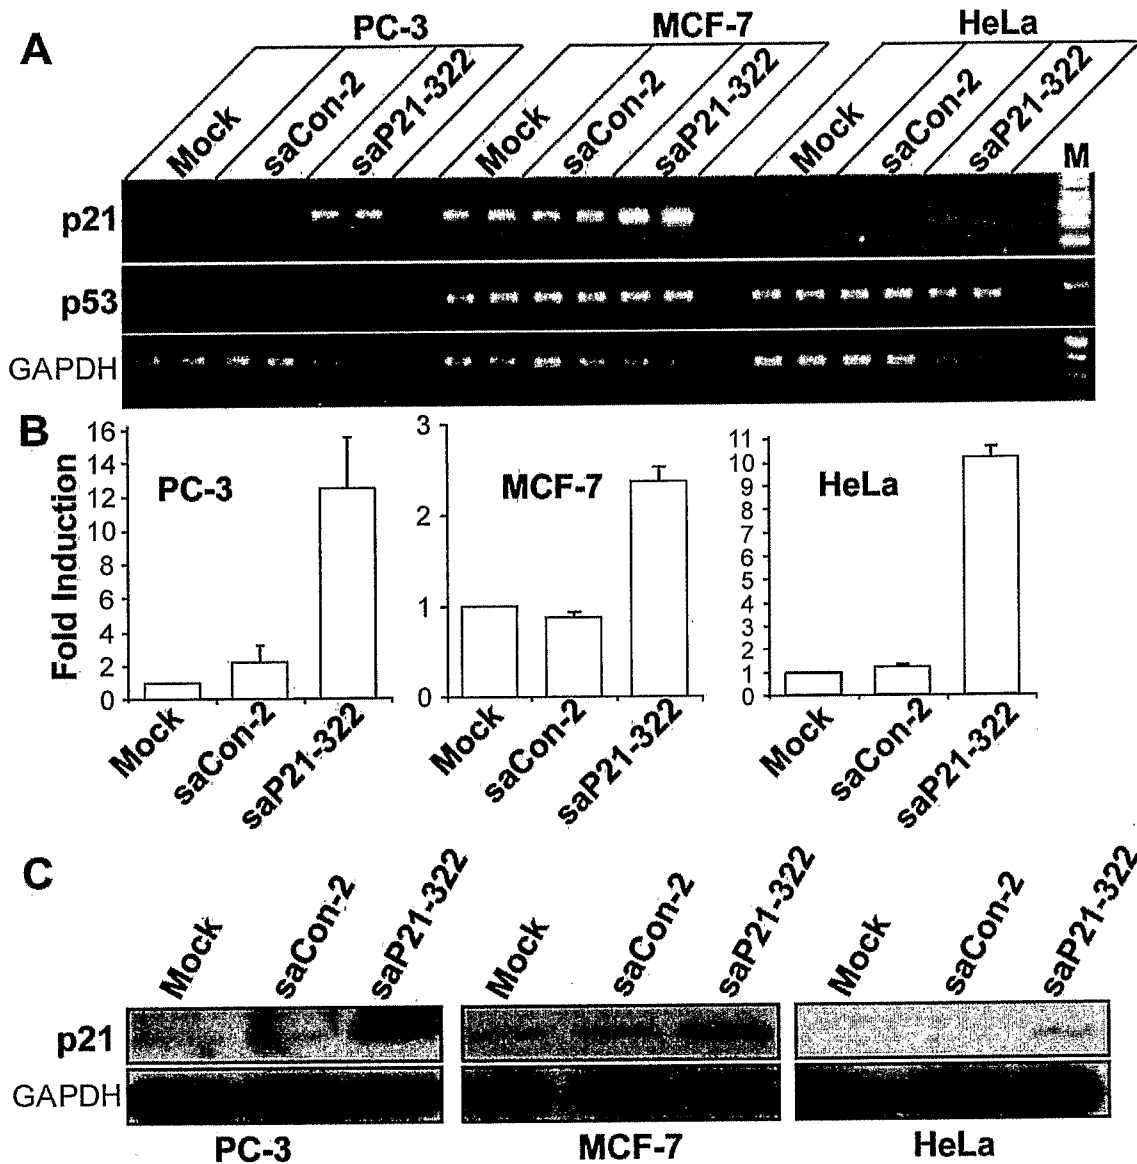 A
PC-3 MCF-7 HeLa
Mock saCon-2 saP21-322 Mock saCon-2 saP21-322 Mock saCon-2 saP21-322 M
p21
p53
GAPDH
B
Fold Induction
16
14
12
10
8
6
4
2
0
PC-3
Mock saCon-2 saP21-322
3
2
1
0
MCF-7
Mock saCon-2 saP21-322
11
10
9
8
7
6
5
4
3
2
1
0
HeLa
Mock saCon-2 saP21-322
C
Mock saCon-2 saP21-322 Mock saCon-2 saP21-322 Mock saCon-2 saP21-322
p21
GAPDH
PC-3 MCF-7 HeLa